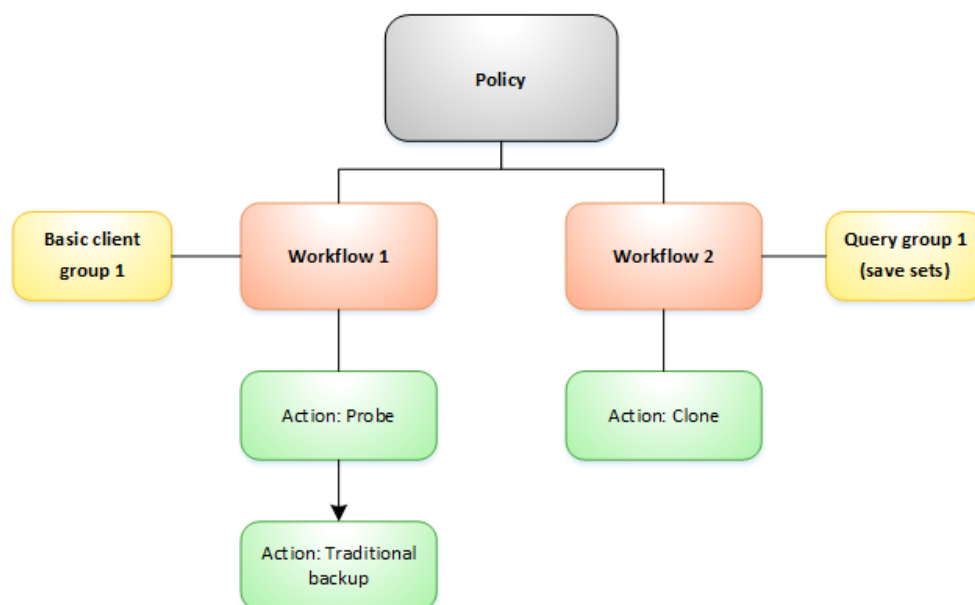 Policy
Basic client
group 1
Workflow 1
Workflow 2
Query group 1
(save sets)
Action: Probe
Action: Clone
Action: Traditional
backup